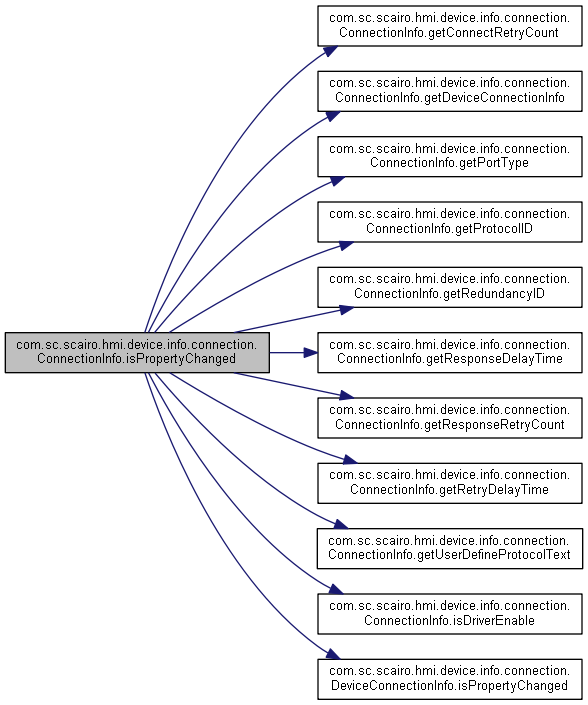 com.sc.scairo.hmi.device.info.connection.
ConnectionInfo.getConnectRetryCount
com.sc.scairo.hmi.device.info.connection.
ConnectionInfo.getDeviceConnectionInfo
com.sc.scairo.hmi.device.info.connection.
ConnectionInfo.getPortType
com.sc.scairo.hmi.device.info.connection.
ConnectionInfo.getProtocolID
com.sc.scairo.hmi.device.info.connection.
ConnectionInfo.getRedundancyID
com.sc.scairo.hmi.device.info.connection.
ConnectionInfo.isPropertyChanged
com.sc.scairo.hmi.device.info.connection.
ConnectionInfo.getResponseDelayTime
com.sc.scairo.hmi.device.info.connection.
ConnectionInfo.getResponseRetryCount
com.sc.scairo.hmi.device.info.connection.
ConnectionInfo.getRetryDelayTime
com.sc.scairo.hmi.device.info.connection.
ConnectionInfo.getUserDefineProtocolText
com.sc.scairo.hmi.device.info.connection.
ConnectionInfo.isDriverEnable
com.sc.scairo.hmi.device.info.connection.
DeviceConnectionInfo.isPropertyChanged